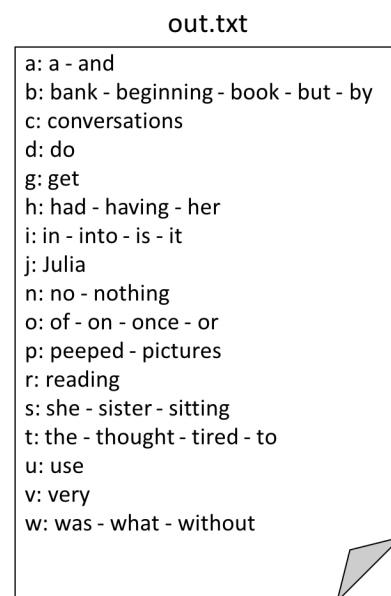 out.txt
a: a - and
b: bank - beginning - book - but - by
c: conversations
d: do
g: get
h: had - having - her
i: in - into - is - it
j: Julia
n: no - nothing
o: of - on - once - or
p: peeped - pictures
r: reading
s: she - sister - sitting
t: the - thought - tired - to
u: use
v: very
w: was - what - without